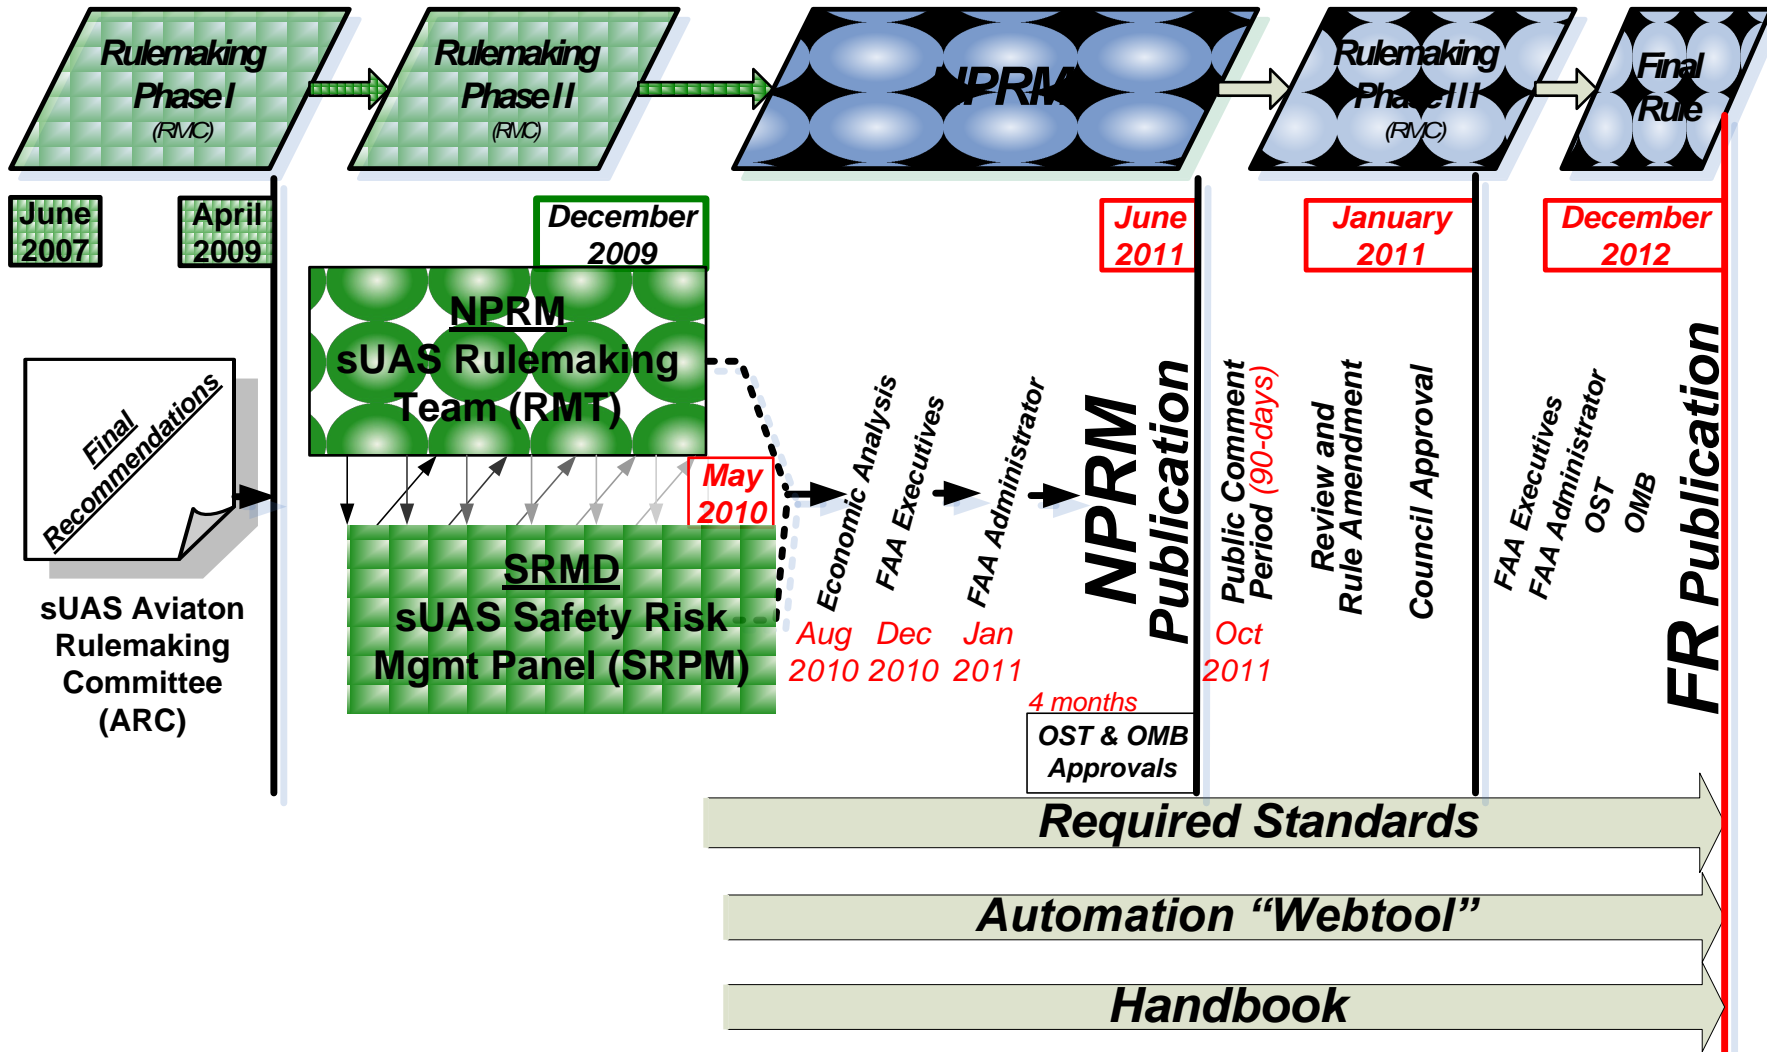 Rulemaking
Phase I
(RMC)
Rulemaking
Phase II
(RMC)
NPRM
Rulemaking
Phase III
(RMC)
Final
Rule
June
2007
April
2009
December
2009
June
2011
January
2011
December
2012
NPRM
sUAS Rulemaking
Team (RMT)
Final
Recommendations
May
2010
SRMD
sUAS Safety Risk
Mgmt Panel (SRPM)
sUAS Aviaton
Rulemaking
Committee
(ARC)
Economic Analysis
FAA Executives
FAA Administrator
Aug
2010
Dec
2010
Jan
2011
NPRM
Publication
4 months
OST & OMB
Approvals
Public Comment
Period (90-days)
Oct
2011
Review and
Rule Amendment
Council Approval
FAA Executives
FAA Administrator
OST
OMB
FR Publication
Required Standards
Automation “Webtool”
Handbook